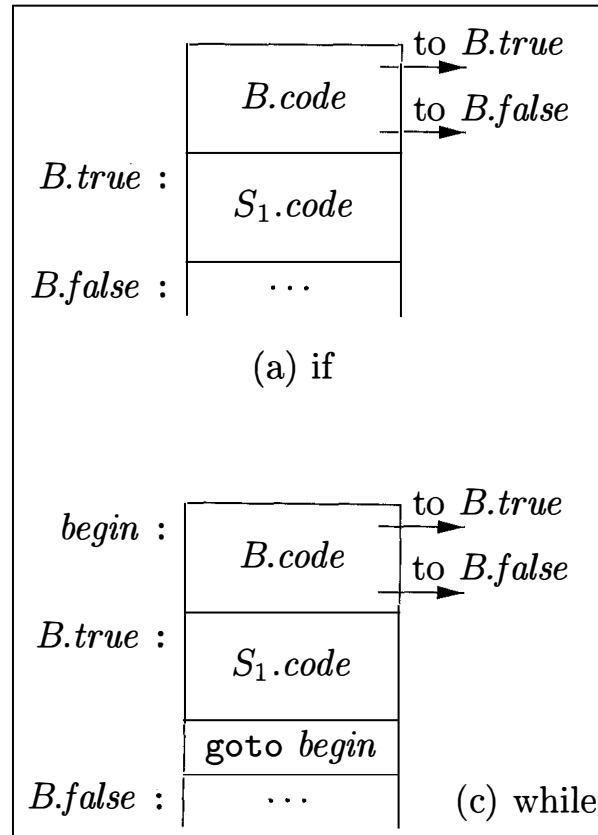 to B.true
B.code
to B.false
B.true :
S₁.code
B.false : ...
(a) if
to B.true
begin :
B.code
to B.false
B.true :
S₁.code
goto begin
B.false : ... (c) while